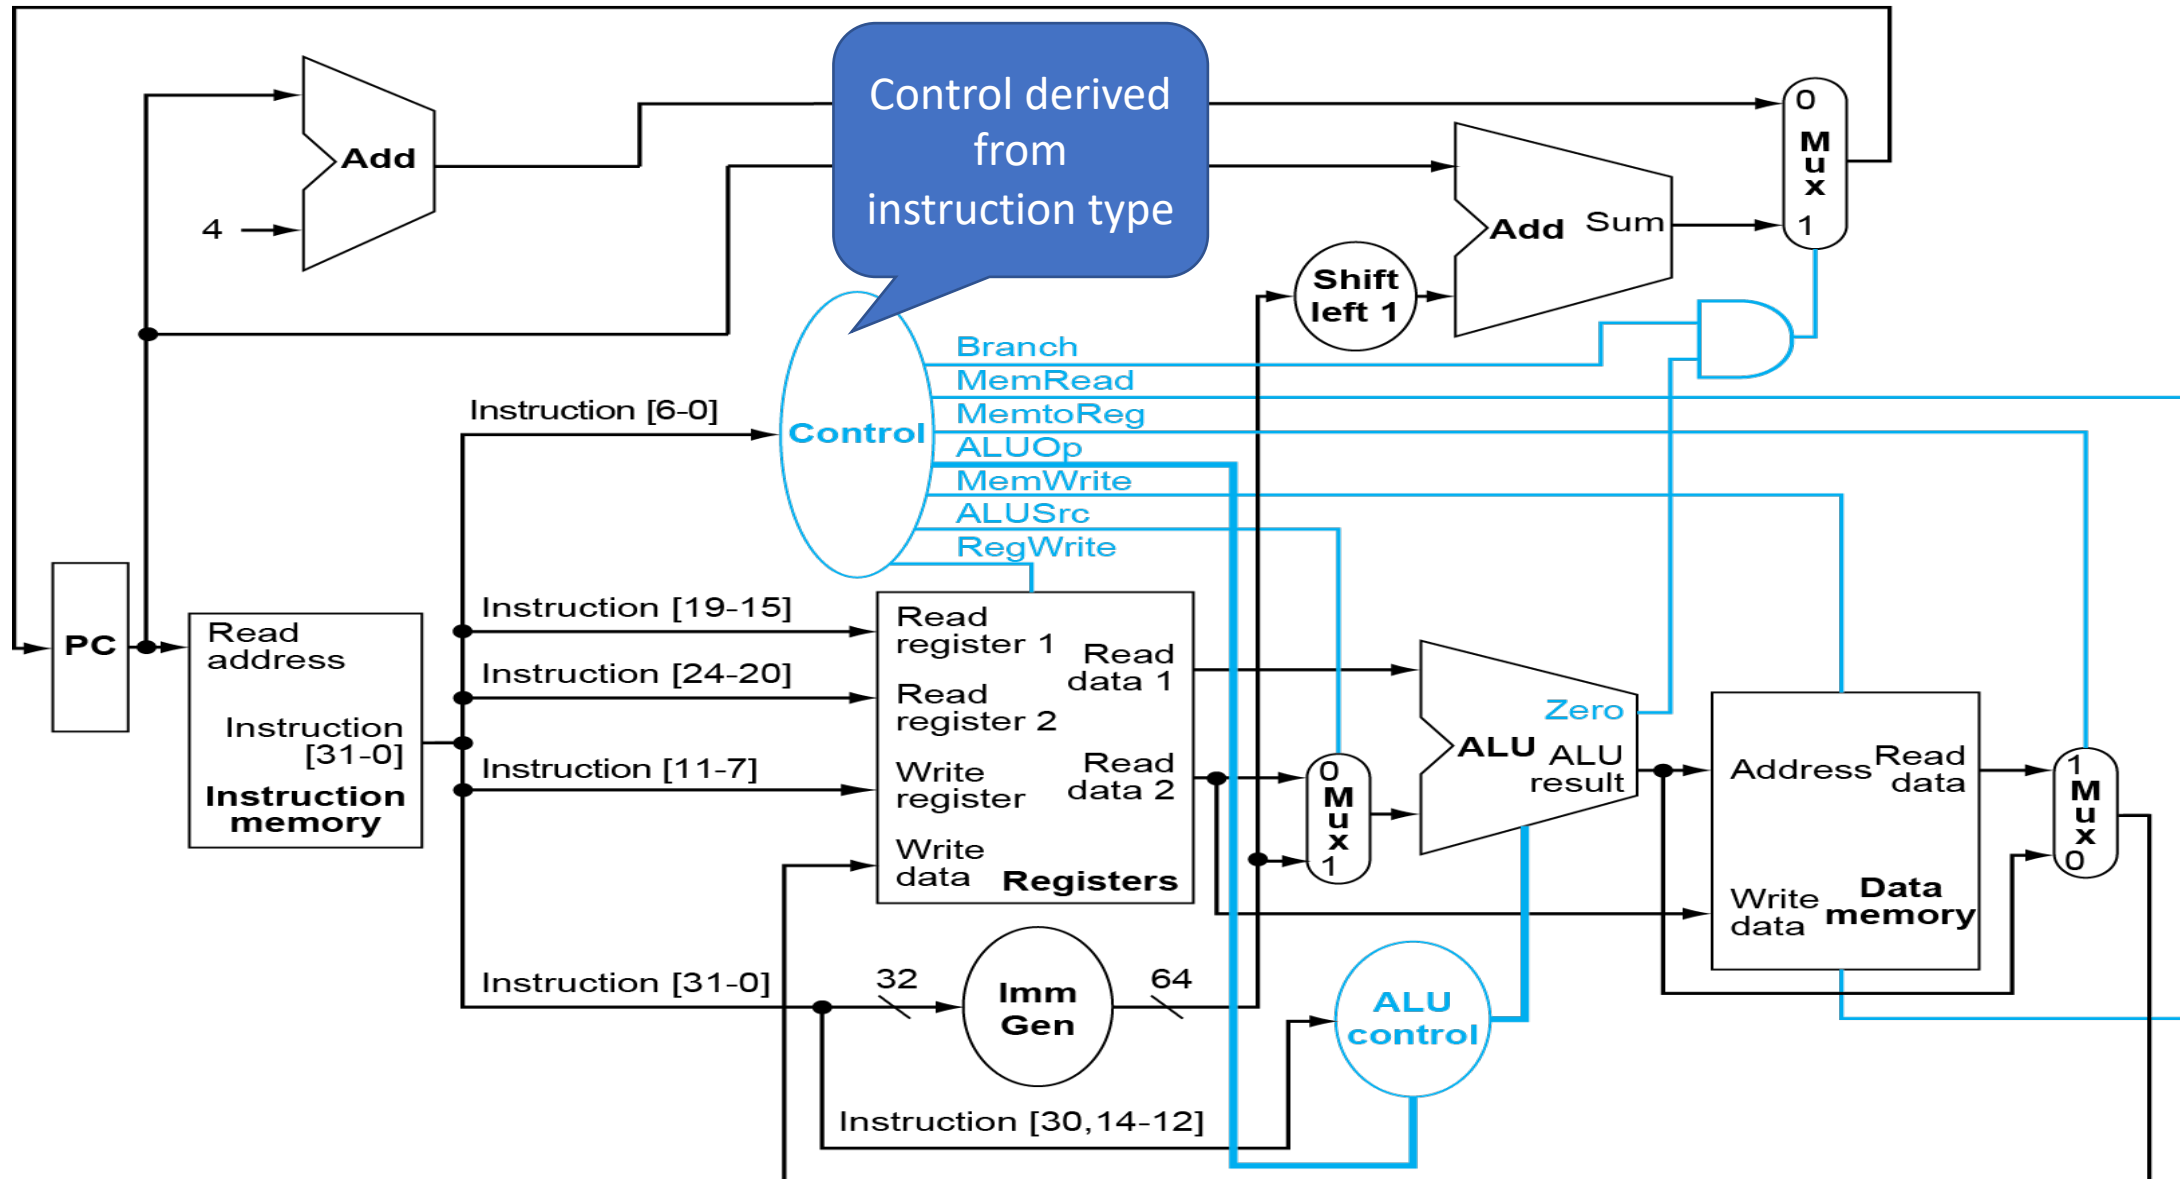 Control derived
from
instruction type
Add
4
0
Mux
1
Add Sum
Shift
left 1
Branch
MemRead
MemtoReg
ALUOp
MemWrite
ALUSrc
RegWrite
Instruction [6-0]
Control
PC
Read
address
Instruction
[31-0]
Instruction
memory
Instruction [19-15]
Instruction [24-20]
Instruction [11-7]
Instruction [31-0]
Read
register 1
Read
register 2
Write
register
Write
data
Read
data 1
Read
data 2
Registers
0
Mux
1
Zero
ALU
ALU
result
Address
Read
data
Write
data
Data
memory
1
Mux
0
32
Imm
Gen
64
ALU
control
Instruction [30,14-12]